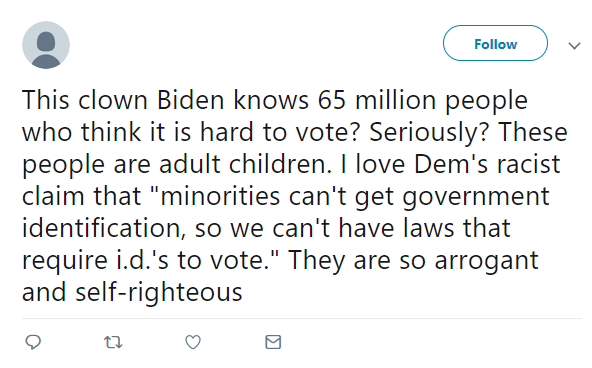 Follow
This clown Biden knows 65 million people
who think it is hard to vote? Seriously? These
people are adult children. I love Dem's racist
claim that "minorities can't get government
identification, so we can't have laws that
require i.d.'s to vote." They are so arrogant
and self-righteous